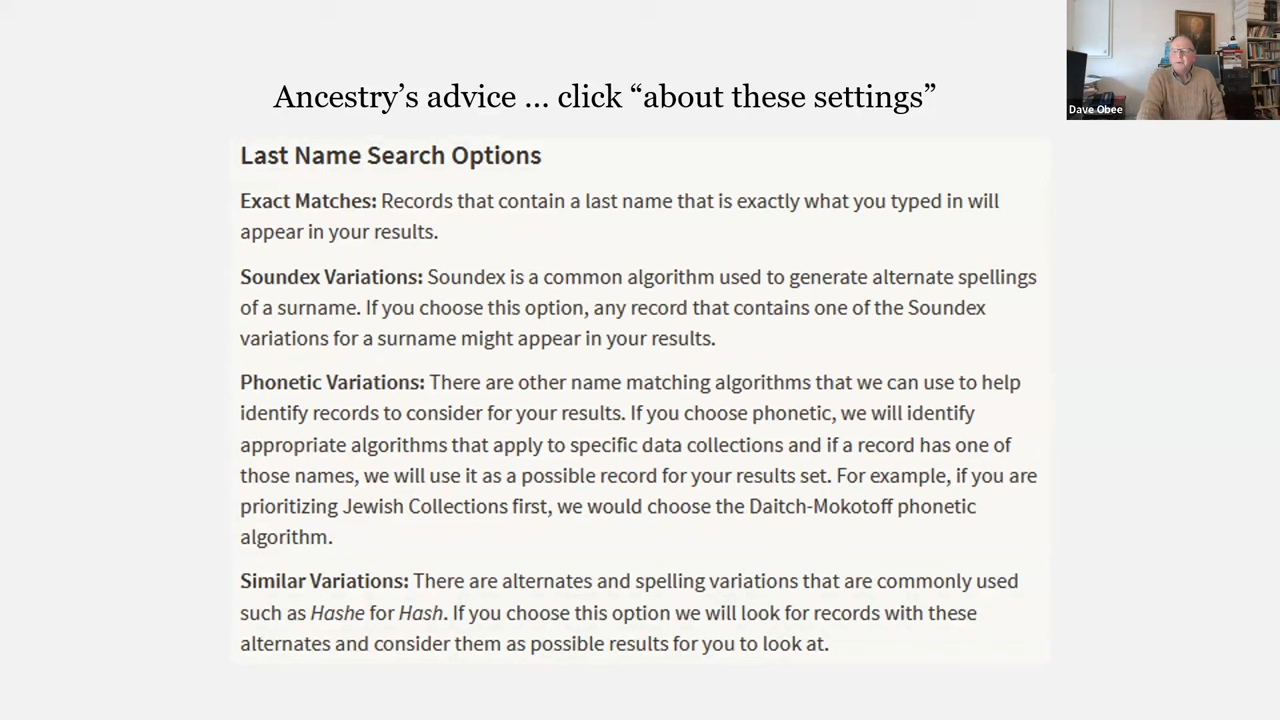 Ancestry's advice ... click “about these settings”
Dave Obee
Last Name Search Options
Exact Matches: Records that contain a last name that is exactly what you typed in will
appear in your results.
Soundex Variations: Soundex is a common algorithm used to generate alternate spellings
of a surname. If you choose this option, any record that contains one of the Soundex
variations for a surname might appear in your results.
Phonetic Variations: There are other name matching algorithms that we can use to help
identify records to consider for your results. If you choose phonetic, we will identify
appropriate algorithms that apply to specific data collections and if a record has one of
those names, we will use it as a possible record for your results set. For example, if you are
prioritizing Jewish Collections first, we would choose the Daitch-Mokotoff phonetic
algorithm.
Similar Variations: There are alternates and spelling variations that are commonly used
such as Hashe for Hash. If you choose this option we will look for records with these
alternates and consider them as possible results for you to look at.